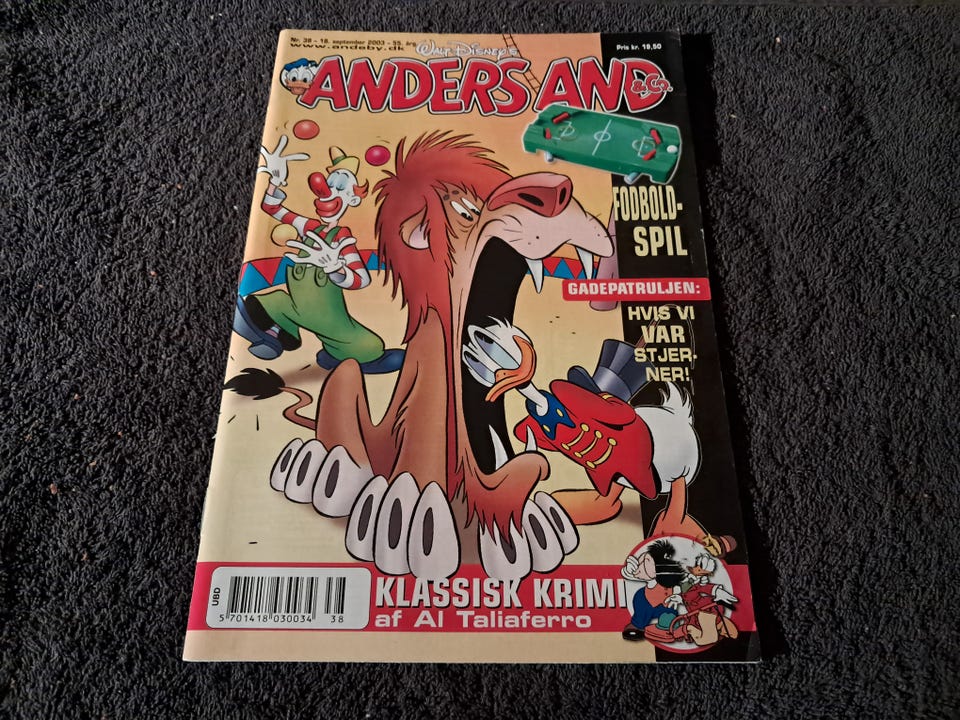 Nr. 38 - 18. september 2003 - 55. årg.
www.andeby.dk
Pris kr. 19,50
WALT DISNEY'S
ANDERS AND
& Co.
FODBOLD-
SPIL
GADEPATRULJEN:
HVIS VI
VAR
STJER-
NER!
UBD
5 701418 030034 38
KLASSISK KRIMI
af Al Taliaferro